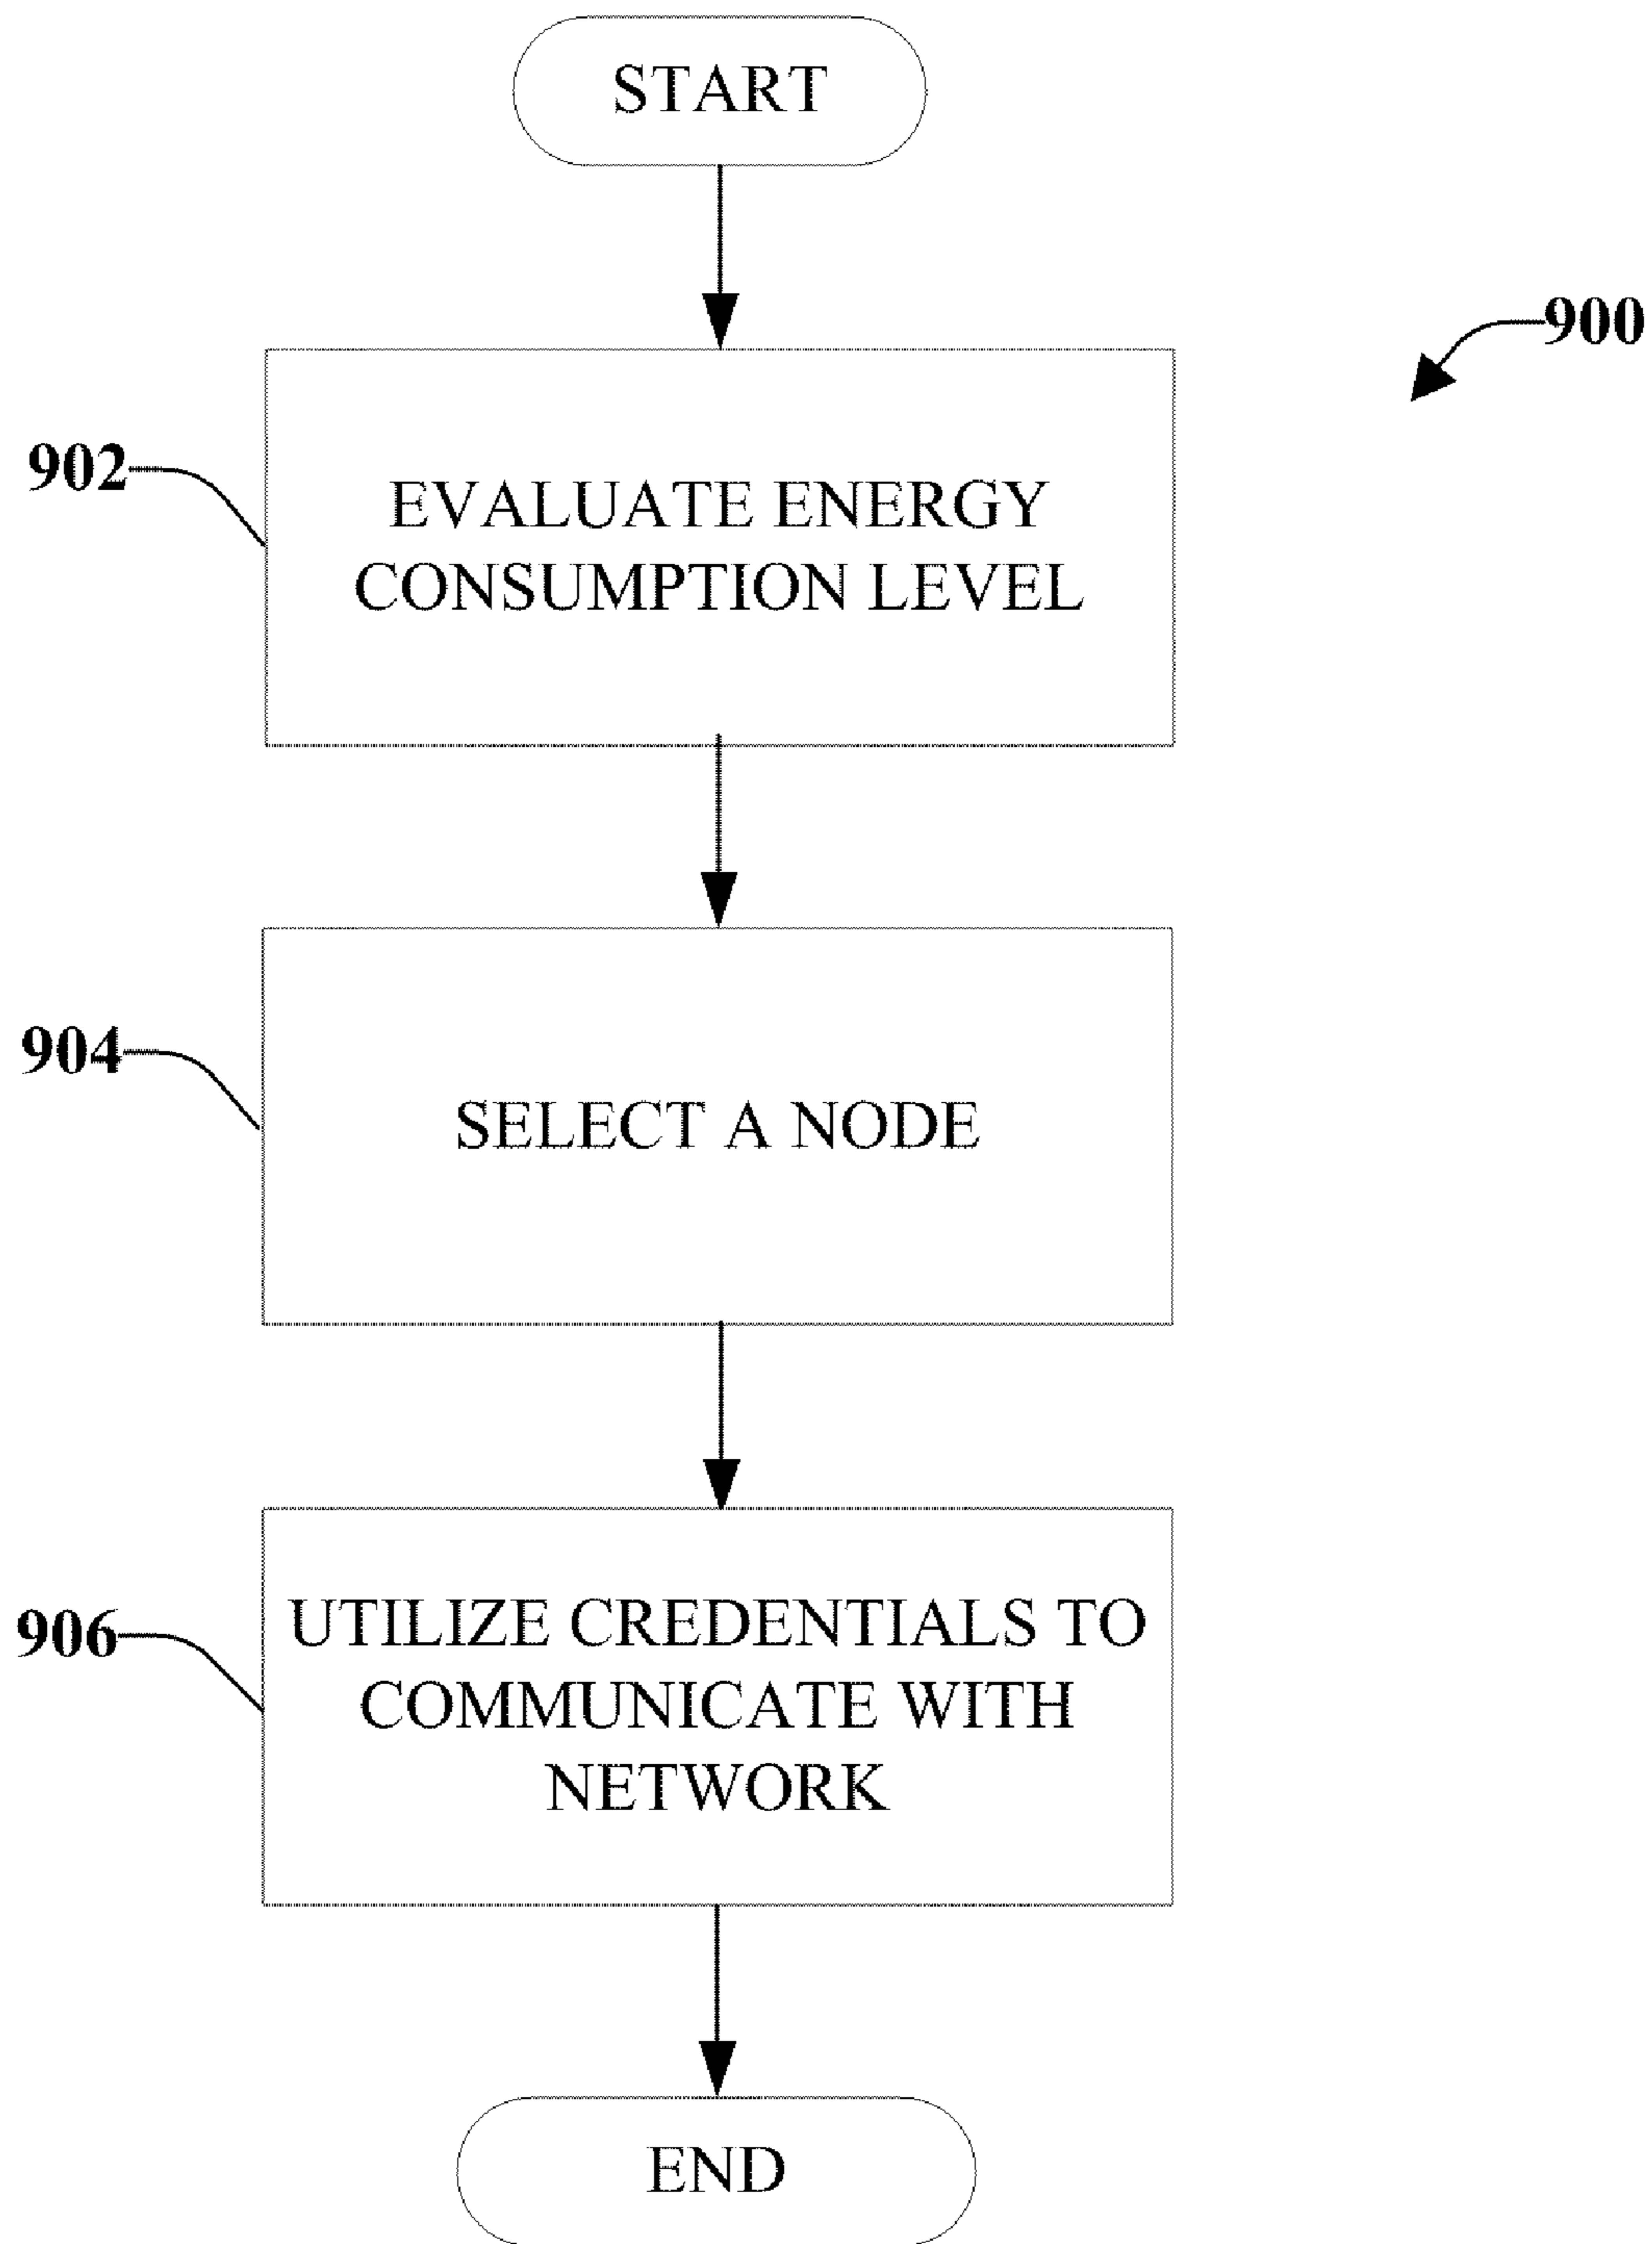 START
900
902
EVALUATE ENERGY
CONSUMPTION LEVEL
904
SELECT A NODE
906
UTILIZE CREDENTIALS TO
COMMUNICATE WITH
NETWORK
END